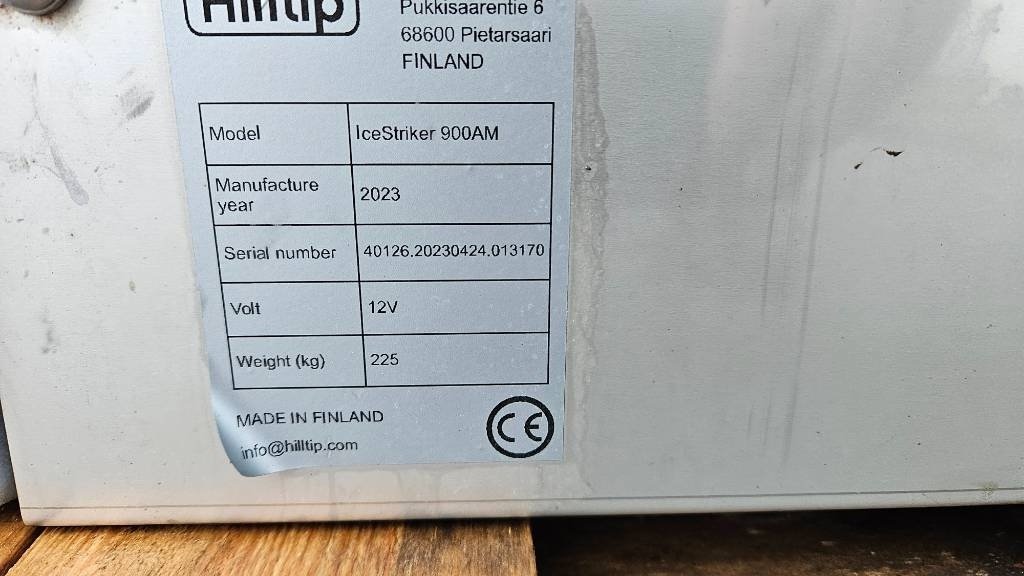 Hilltip
Pukkisaarentie 6
68600 Pietarsaari
FINLAND
Model IceStriker 900AM
Manufacture
year 2023
Serial number 40126.20230424.013170
Volt 12V
Weight (kg) 225
MADE IN FINLAND
info@hilltip.com
CE